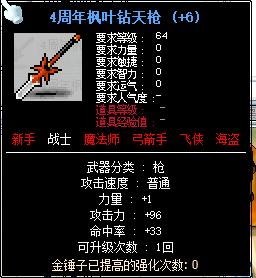 4周年枫叶钻天枪 (+6)
要求等级： 64
要求力量： 0
要求敏捷： 0
要求智力： 0
要求运气： 0
要求人气度： -
道具等级： -
道具经验值： -
新手 战士 魔法师 弓箭手 飞侠 海盗
武器分类：枪
攻击速度：普通
力量：+1
攻击力：+96
命中率：+33
可升级次数：1回
金锤子已提高的强化次数: 0